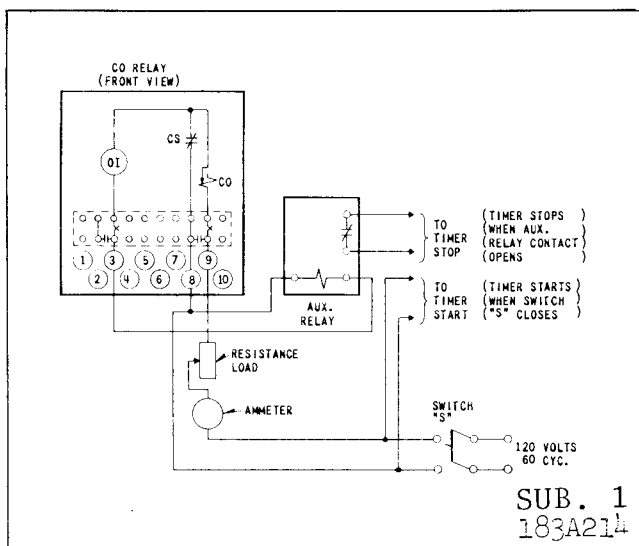 CO RELAY
(FRONT VIEW)
CS
OI
CO
1 3 5 7 9
2 4 6 8 10
AUX.
RELAY
TO
TIMER
STOP
(TIMER STOPS
(WHEN AUX.
(RELAY CONTACT)
(OPENS
TO
TIMER
START
(TIMER STARTS)
(WHEN SWITCH
("S" CLOSES
RESISTANCE
LOAD
AMMETER
SWITCH
"S"
120 VOLTS
60 CYC.
SUB. 1
183A214